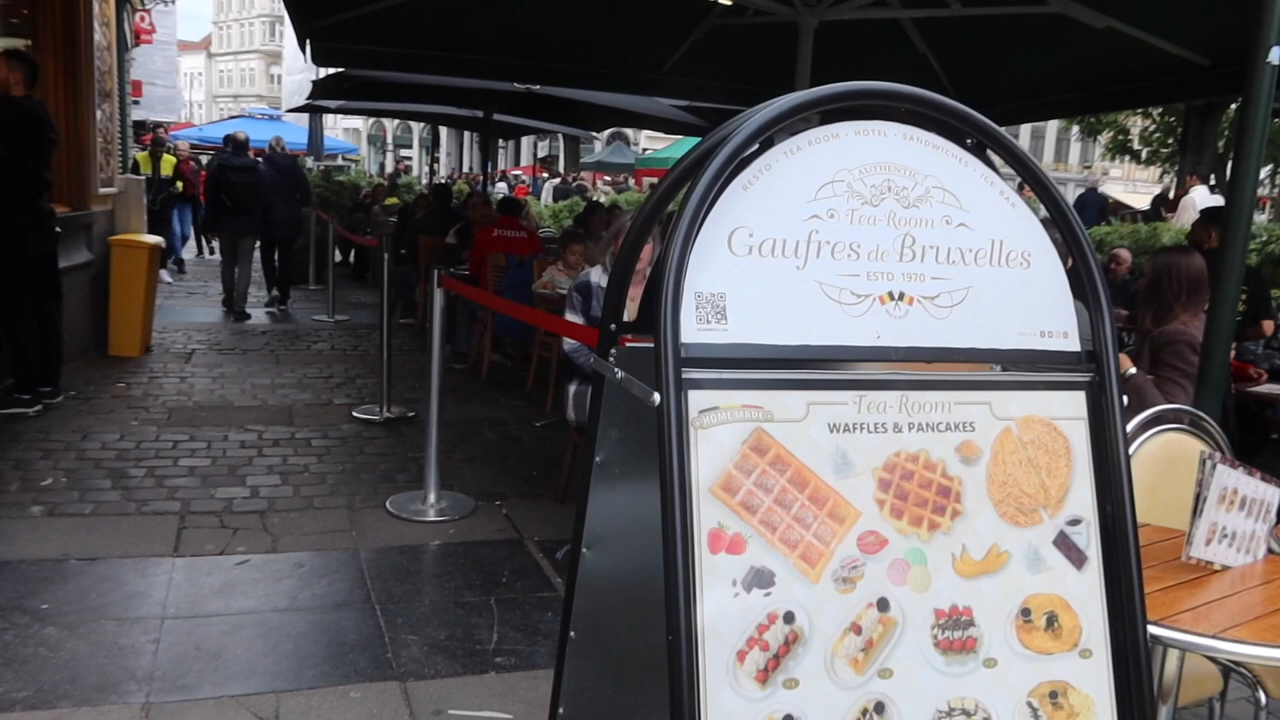 Q
joma
RESTO • TEA-ROOM • HOTEL • SANDWICHES • ICE BAR
AUTHENTIC
Tea-Room
Gaufres de Bruxelles
ESTD. 1970
HOME MADE
Tea-Room
WAFFLES & PANCAKES